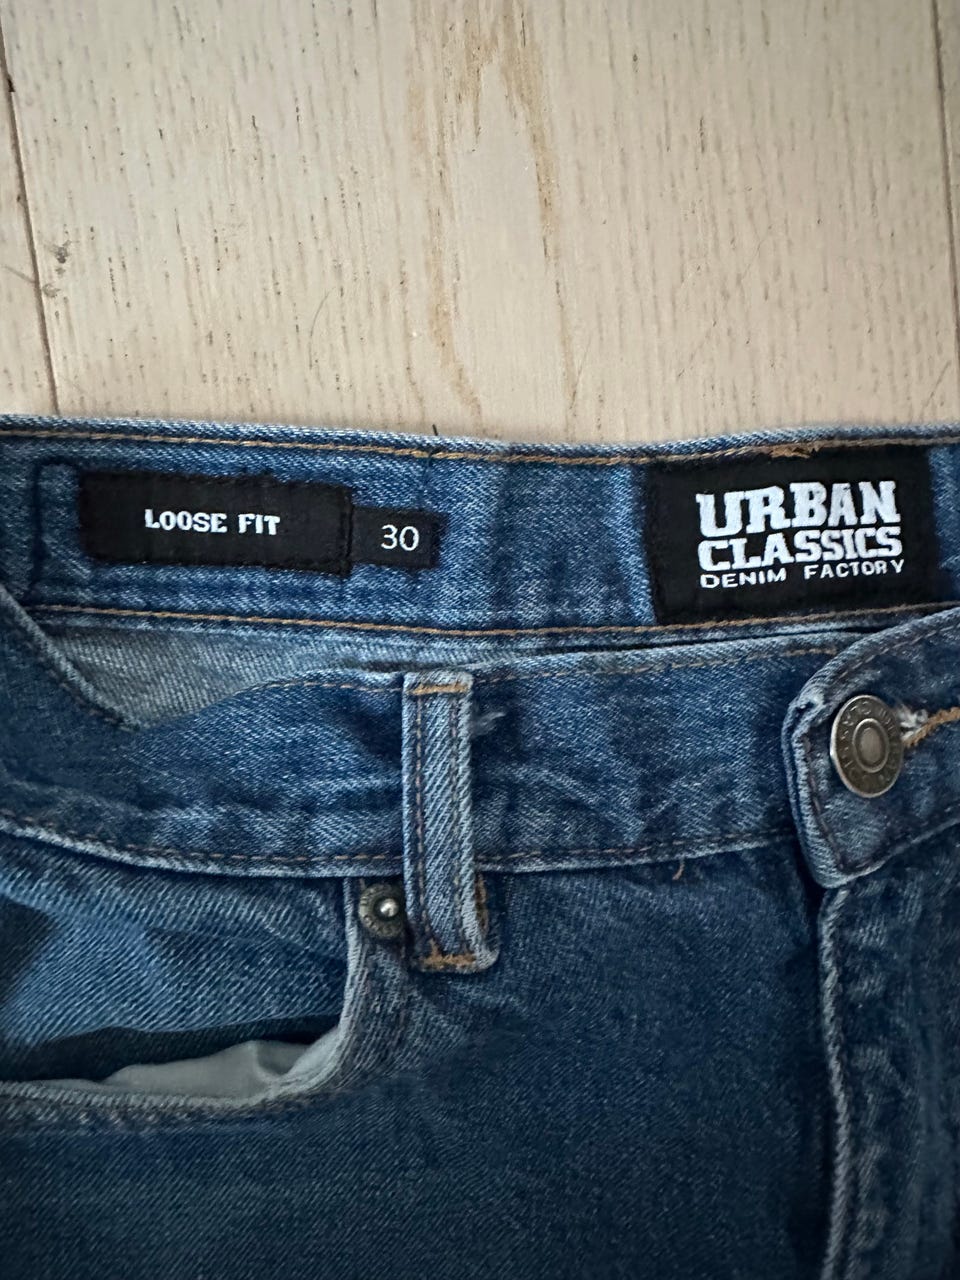 LOOSE FIT
30
URBAN
CLASSICS
DENIM FACTORY